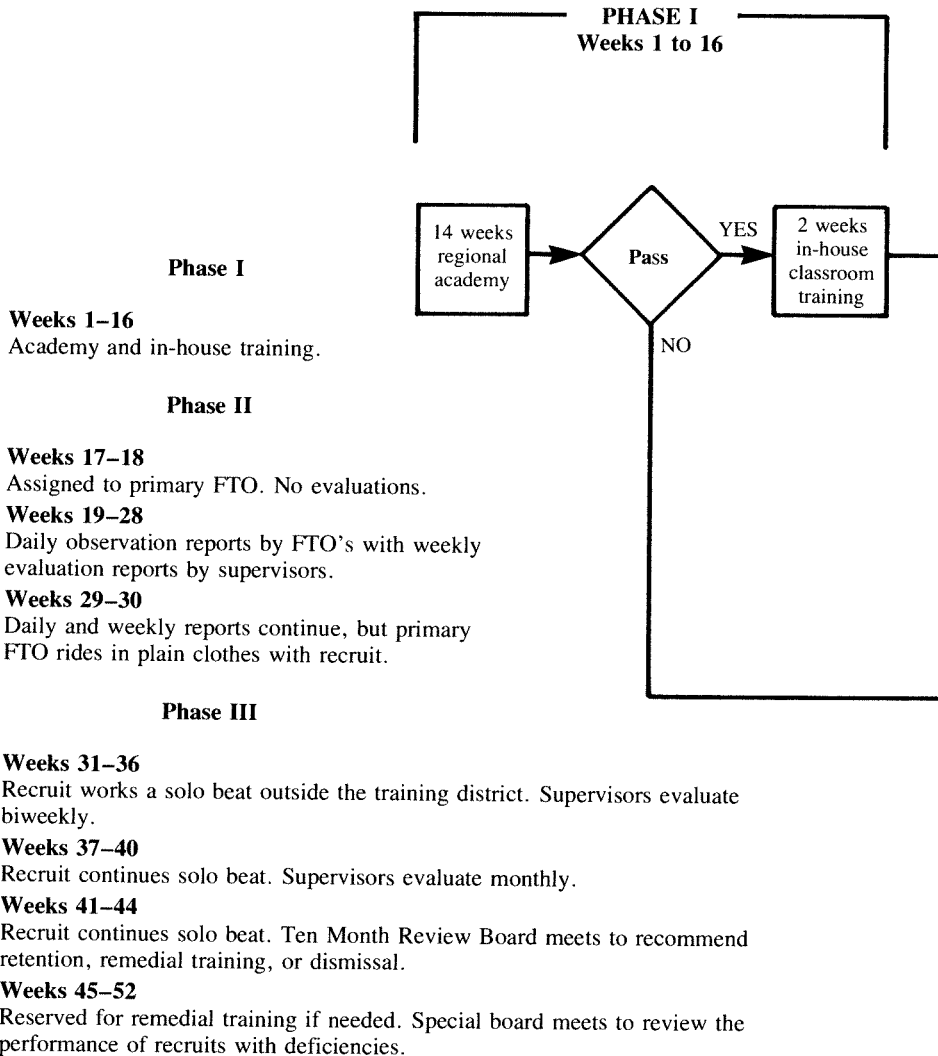 PHASE I
Weeks 1 to 16
14 weeks
regional
academy
Pass
YES
2 weeks
in-house
classroom
training
NO
Phase I
Weeks 1–16
Academy and in-house training.
Phase II
Weeks 17–18
Assigned to primary FTO. No evaluations.
Weeks 19–28
Daily observation reports by FTO's with weekly
evaluation reports by supervisors.
Weeks 29–30
Daily and weekly reports continue, but primary
FTO rides in plain clothes with recruit.
Phase III
Weeks 31–36
Recruit works a solo beat outside the training district. Supervisors evaluate
biweekly.
Weeks 37–40
Recruit continues solo beat. Supervisors evaluate monthly.
Weeks 41–44
Recruit continues solo beat. Ten Month Review Board meets to recommend
retention, remedial training, or dismissal.
Weeks 45–52
Reserved for remedial training if needed. Special board meets to review the
performance of recruits with deficiencies.